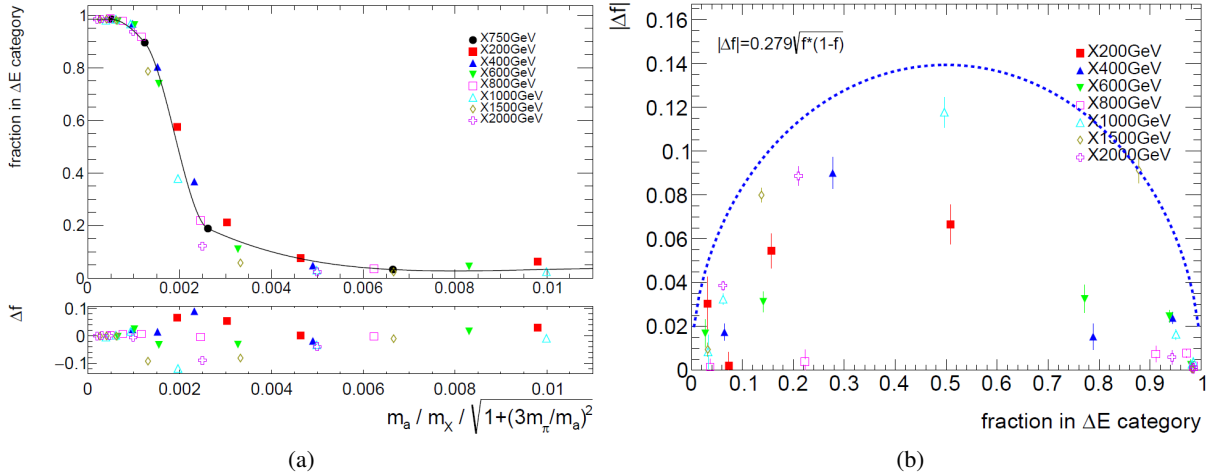 fraction in ΔE category
1
0.8
0.6
0.4
0.2
0
X750GeV
X200GeV
X400GeV
X600GeV
X800GeV
X1000GeV
X1500GeV
X2000GeV
Δf
0.1
0
−0.1
0 0.002 0.004 0.006 0.008 0.01
m_a / m_X / √1+(3m_π/m_a)²
(a)
|Δf|
0.16
0.14
0.12
0.1
0.08
0.06
0.04
0.02
0
|Δf|=0.279√f*(1-f)
X200GeV
X400GeV
X600GeV
X800GeV
X1000GeV
X1500GeV
X2000GeV
0 0.1 0.2 0.3 0.4 0.5 0.6 0.7 0.8 0.9 1
fraction in ΔE category
(b)